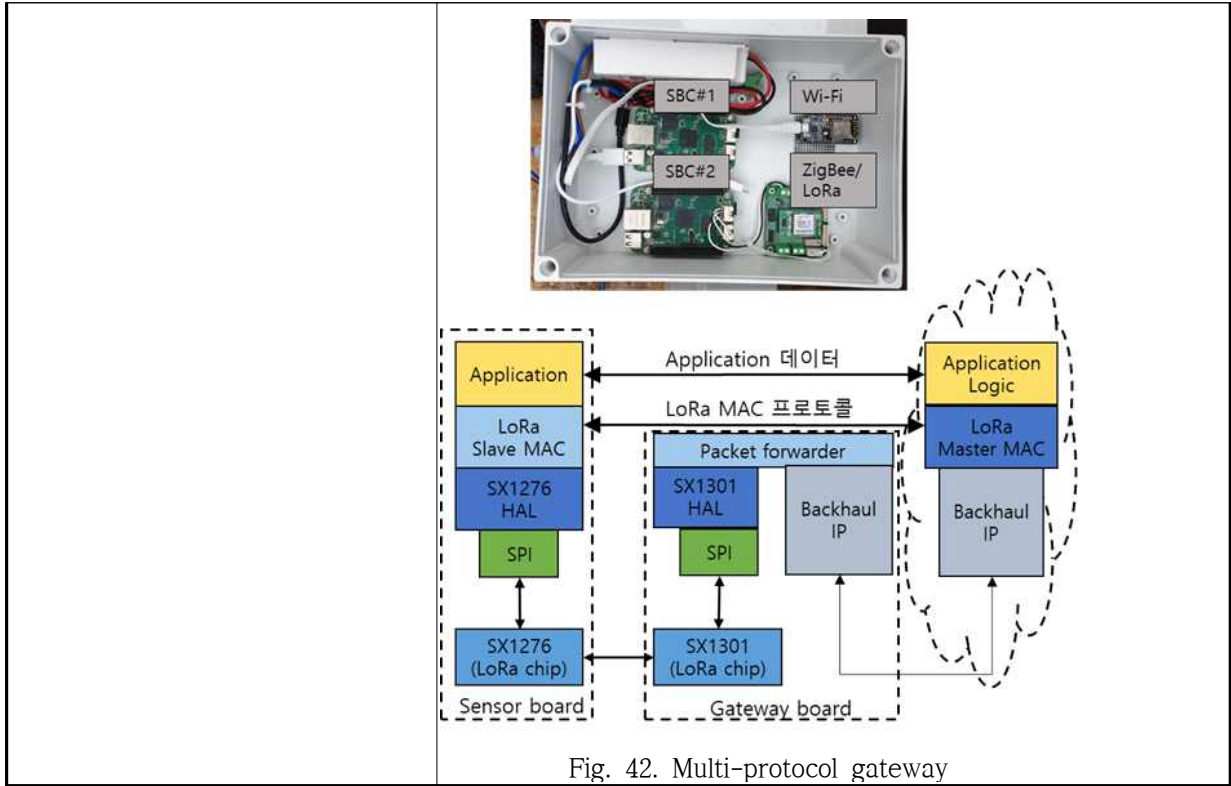 SBC#1
Wi-Fi
SBC#2
ZigBee/
LoRa
Application
Application 데이터
Application
Logic
LoRa
Slave MAC
LoRa MAC 프로토콜
LoRa
Master MAC
Packet forwarder
SX1276
HAL
SX1301
HAL
Backhaul
IP
Backhaul
IP
SPI
SPI
SX1276
(LoRa chip)
SX1301
(LoRa chip)
Sensor board
Gateway board
Fig. 42. Multi-protocol gateway